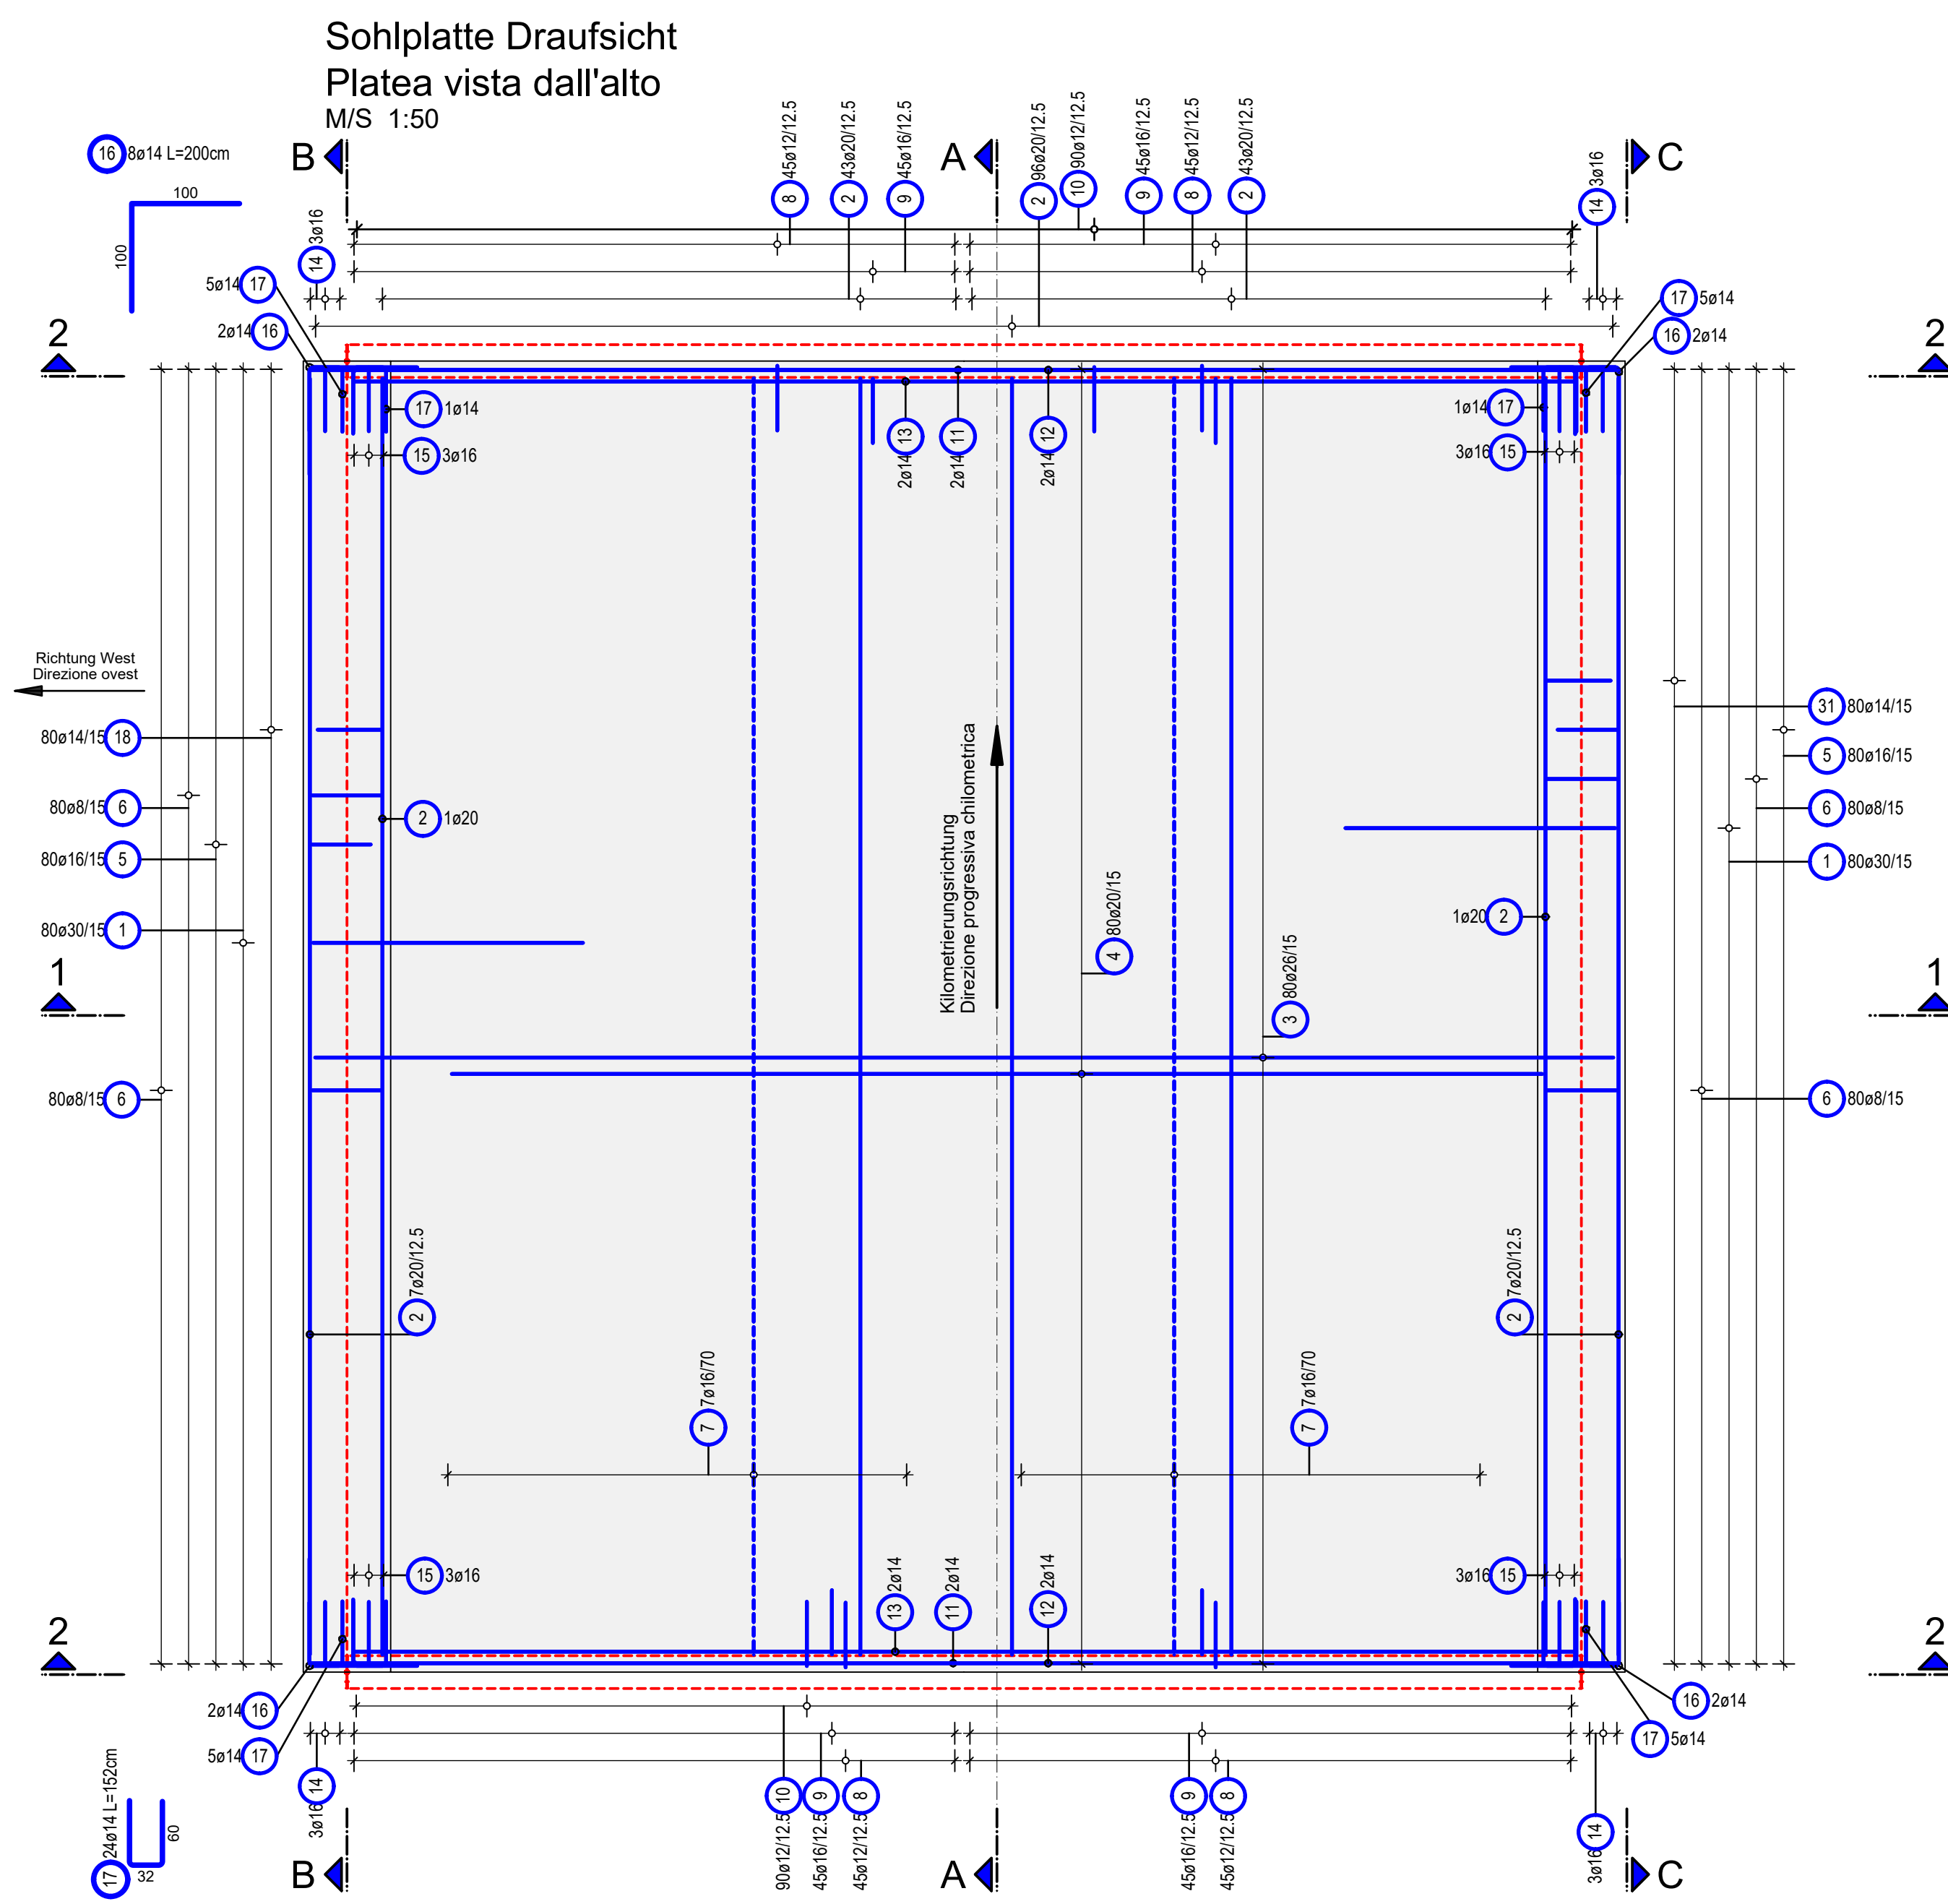 Sohlplatte Draufsicht
Platea vista dall'alto
M/S 1:50
16 8ø14 L=200cm
100
100
B
A
C
8 45ø12/12.5
2 43ø20/12.5
9 45ø16/12.5
2 96ø20/12.5
10 90ø12/12.5
9 45ø16/12.5
8 45ø12/12.5
2 43ø20/12.5
14 3ø16
14 3ø16
5ø14 17
2ø14 16
17 5ø14
16 2ø14
2
2
17 1ø14
15 3ø16
2ø14 13
2ø14 11
2ø14 12
1ø14 17
3ø16 15
Richtung West
Direzione ovest
80ø14/15 18
80ø8/15 6
80ø16/15 5
80ø30/15 1
1
80ø8/15 6
2 1ø20
Kilometrierungsrichtung
Direzione progressiva chilometrica
4 80ø20/15
3 80ø26/15
1ø20 2
31 80ø14/15
5 80ø16/15
6 80ø8/15
1 80ø30/15
1
6 80ø8/15
2 7ø20/12.5
2 7ø20/12.5
7 7ø16/70
7 7ø16/70
15 3ø16
13 2ø14
11 2ø14
12 2ø14
3ø16 15
2
2
2ø14 16
5ø14 17
16 2ø14
17 5ø14
3ø16 14
90ø12/12.5 10
45ø16/12.5 9
45ø12/12.5 8
45ø16/12.5 9
45ø12/12.5 8
3ø16 14
17 24ø14 L=152cm
60
32
B
A
C